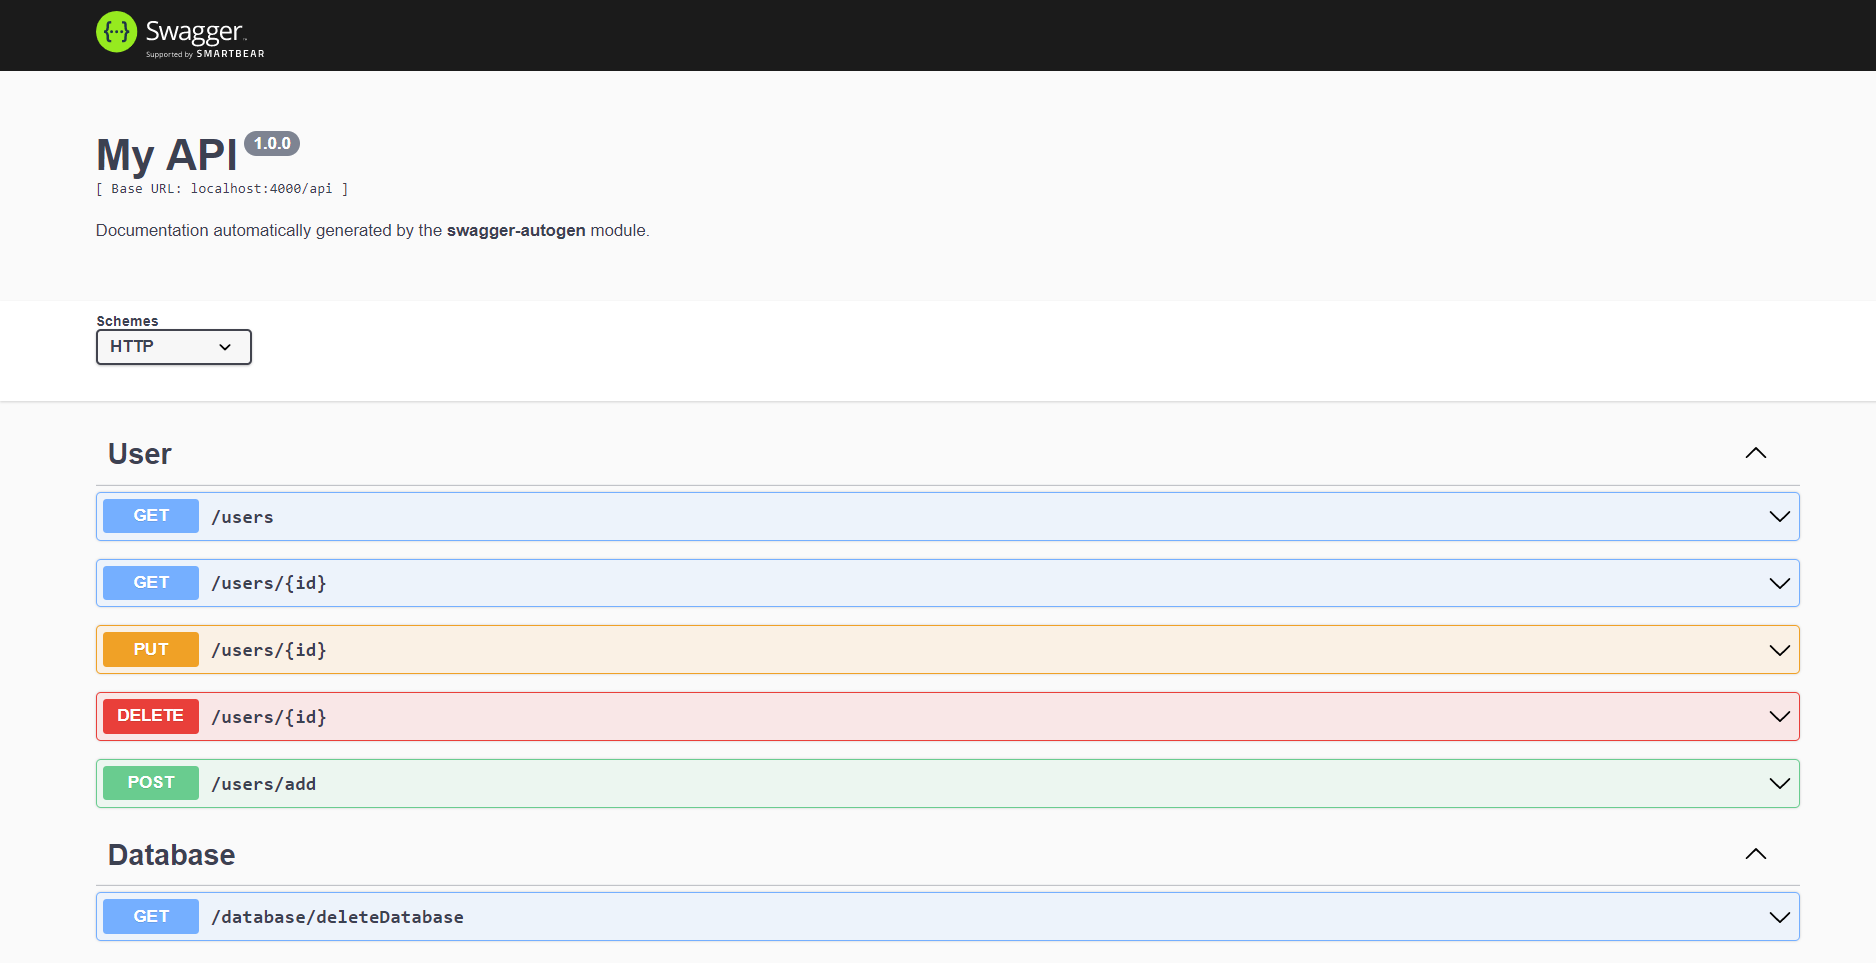 {···} Swagger™
Supported by SMARTBEAR
My API 1.0.0
[ Base URL: localhost:4000/api ]
Documentation automatically generated by the swagger-autogen module.
Schemes
HTTP
User
GET /users
GET /users/{id}
PUT /users/{id}
DELETE /users/{id}
POST /users/add
Database
GET /database/deleteDatabase